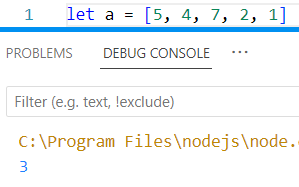 1 let a = [5, 4, 7, 2, 1]
PROBLEMS DEBUG CONSOLE ...
Filter (e.g. text, !exclude)
C:\Program Files\nodejs\node.
3